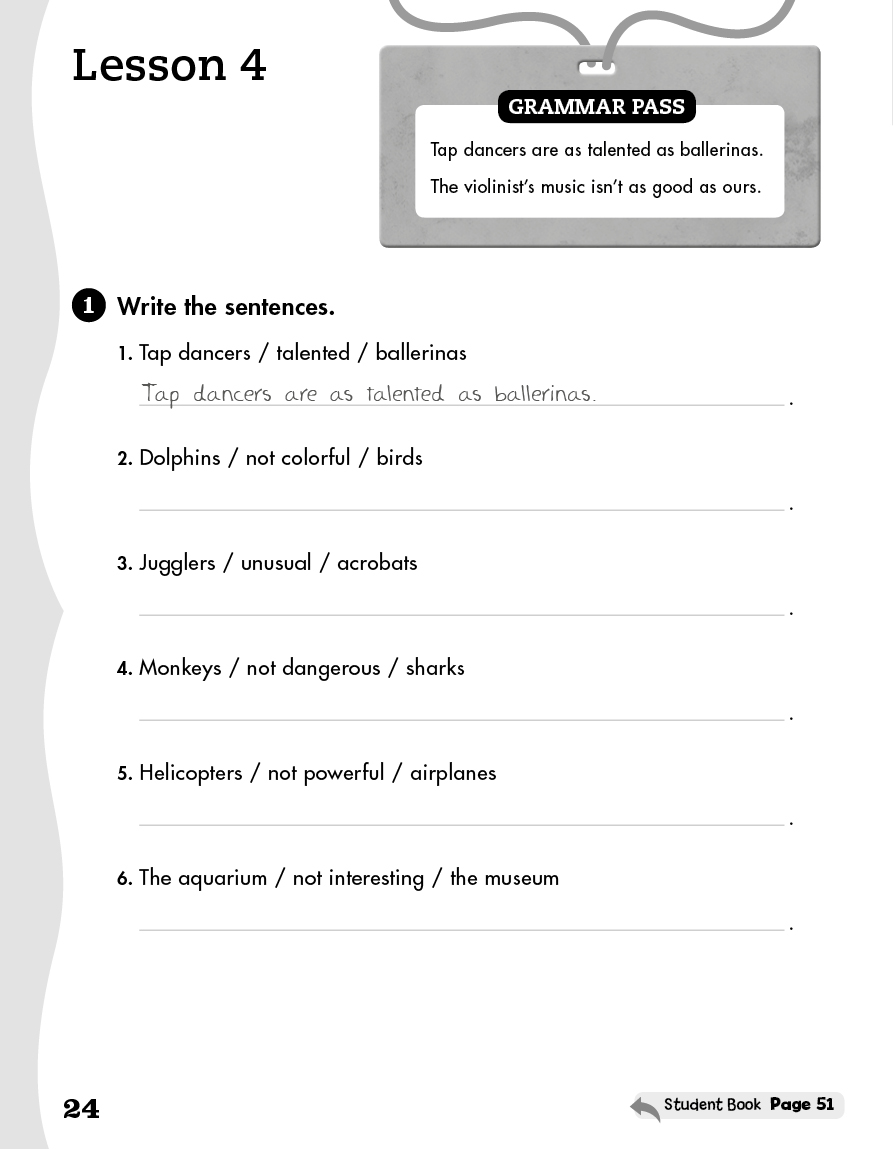 Lesson 4
GRAMMAR PASS
Tap dancers are as talented as ballerinas.
The violinist's music isn't as good as ours.
1 Write the sentences.
1. Tap dancers / talented / ballerinas
Tap dancers are as talented as ballerinas. .
2. Dolphins / not colorful / birds
.
3. Jugglers / unusual / acrobats
.
4. Monkeys / not dangerous / sharks
.
5. Helicopters / not powerful / airplanes
.
6. The aquarium / not interesting / the museum
.
24
Student Book Page 51